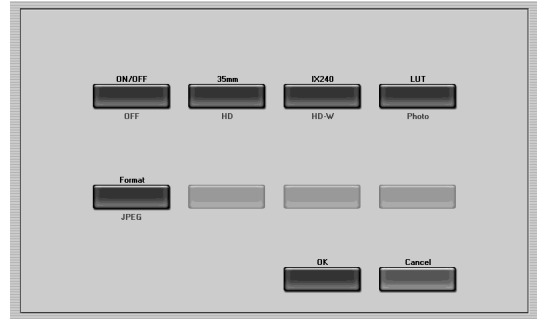 ON/OFF 35mm IX240 LUT
OFF HD HD-W Photo
Format
JPEG
OK Cancel